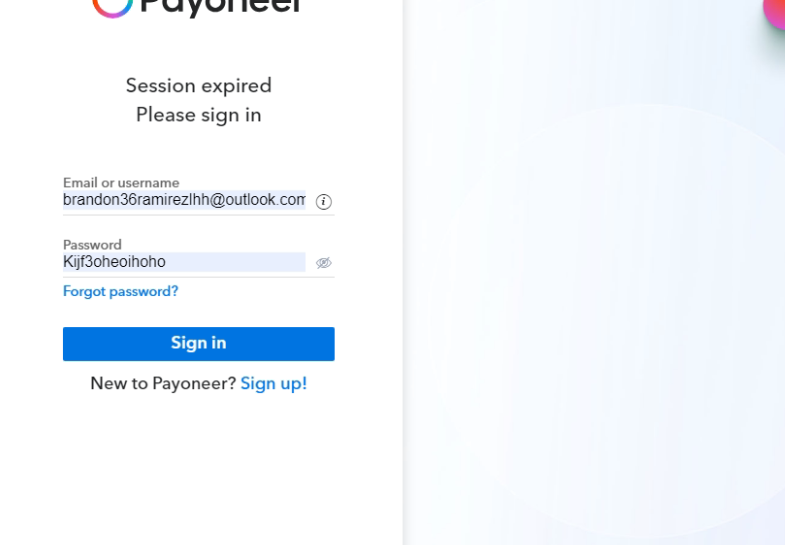 Payoneer
Session expired
Please sign in
Email or username
brandon36ramirezlhh@outlook.com
Password
Kijf3oheoihoho
Forgot password?
Sign in
New to Payoneer? Sign up!